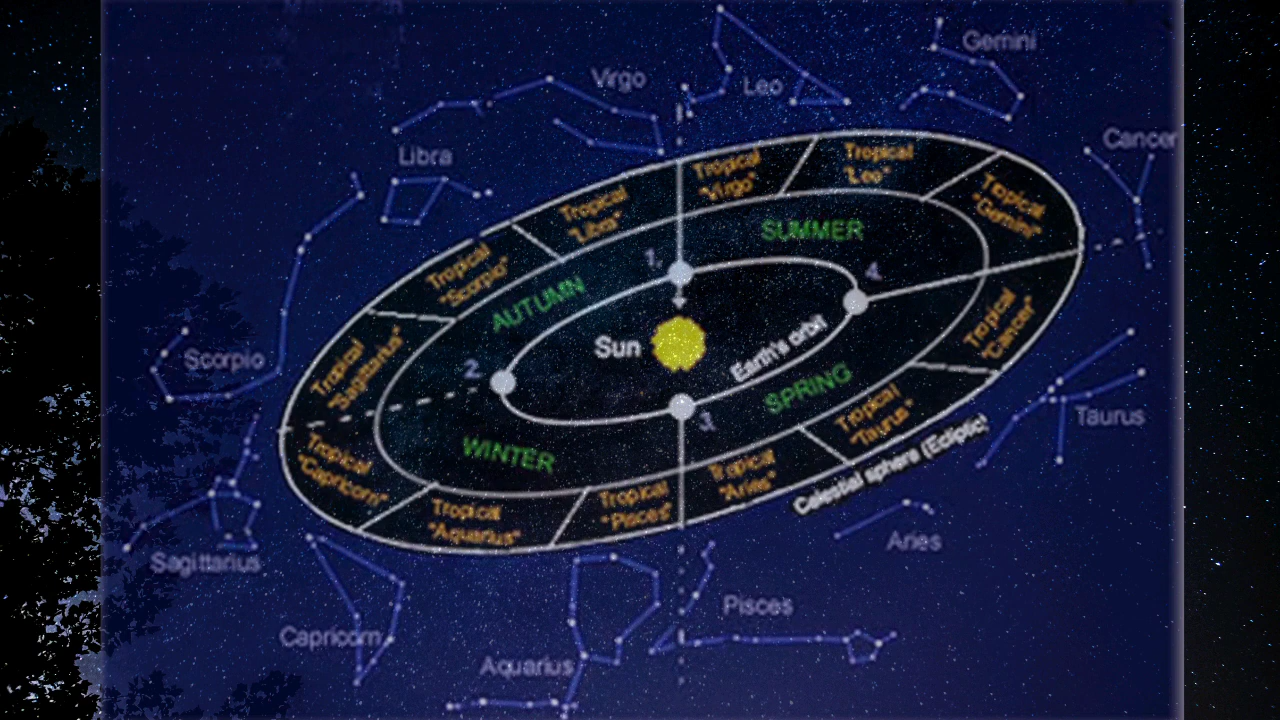 Gemini
Virgo
Leo
Cancer
Libra
Tropical
"Virgo"
Tropical
"Leo"
Tropical
"Gemini"
Tropical
"Libra"
SUMMER
Tropical
"Scorpio"
1.
4.
AUTUMN
Tropical
"Cancer"
Scorpio
Tropical
"Sagittarius"
Sun
Earth's orbit
2.
SPRING
Taurus
Tropical
"Taurus"
3.
WINTER
Tropical
"Capricorn"
Tropical
"Aries"
Celestial sphere (Ecliptic)
Tropical
"Aquarius"
Tropical
"Pisces"
Aries
Sagittarius
Pisces
Capricorn
Aquarius